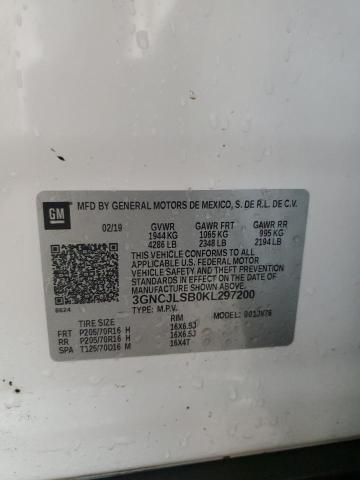 GM
MFD BY GENERAL MOTORS DE MEXICO, S. DE R.L. DE C.V.
02/19 GVWR GAWR FRT GAWR RR
1944 KG 1065 KG 995 KG
4286 LB 2348 LB 2194 LB
THIS VEHICLE CONFORMS TO ALL
APPLICABLE U.S. FEDERAL MOTOR
VEHICLE SAFETY, BUMPER, AND THEFT
PREVENTION STANDARDS IN EFFECT ON
THE DATE OF MANUFACTURE SHOWN ABOVE.
3GNCJLSB0KL297200
8624 TYPE: M.P.V.
TIRE SIZE RIM MODEL:
FRT P205/70R16 H 16X6.5J
RR P205/70R16 H 16X6.5J
SPA T125/70D16 M 16X4T